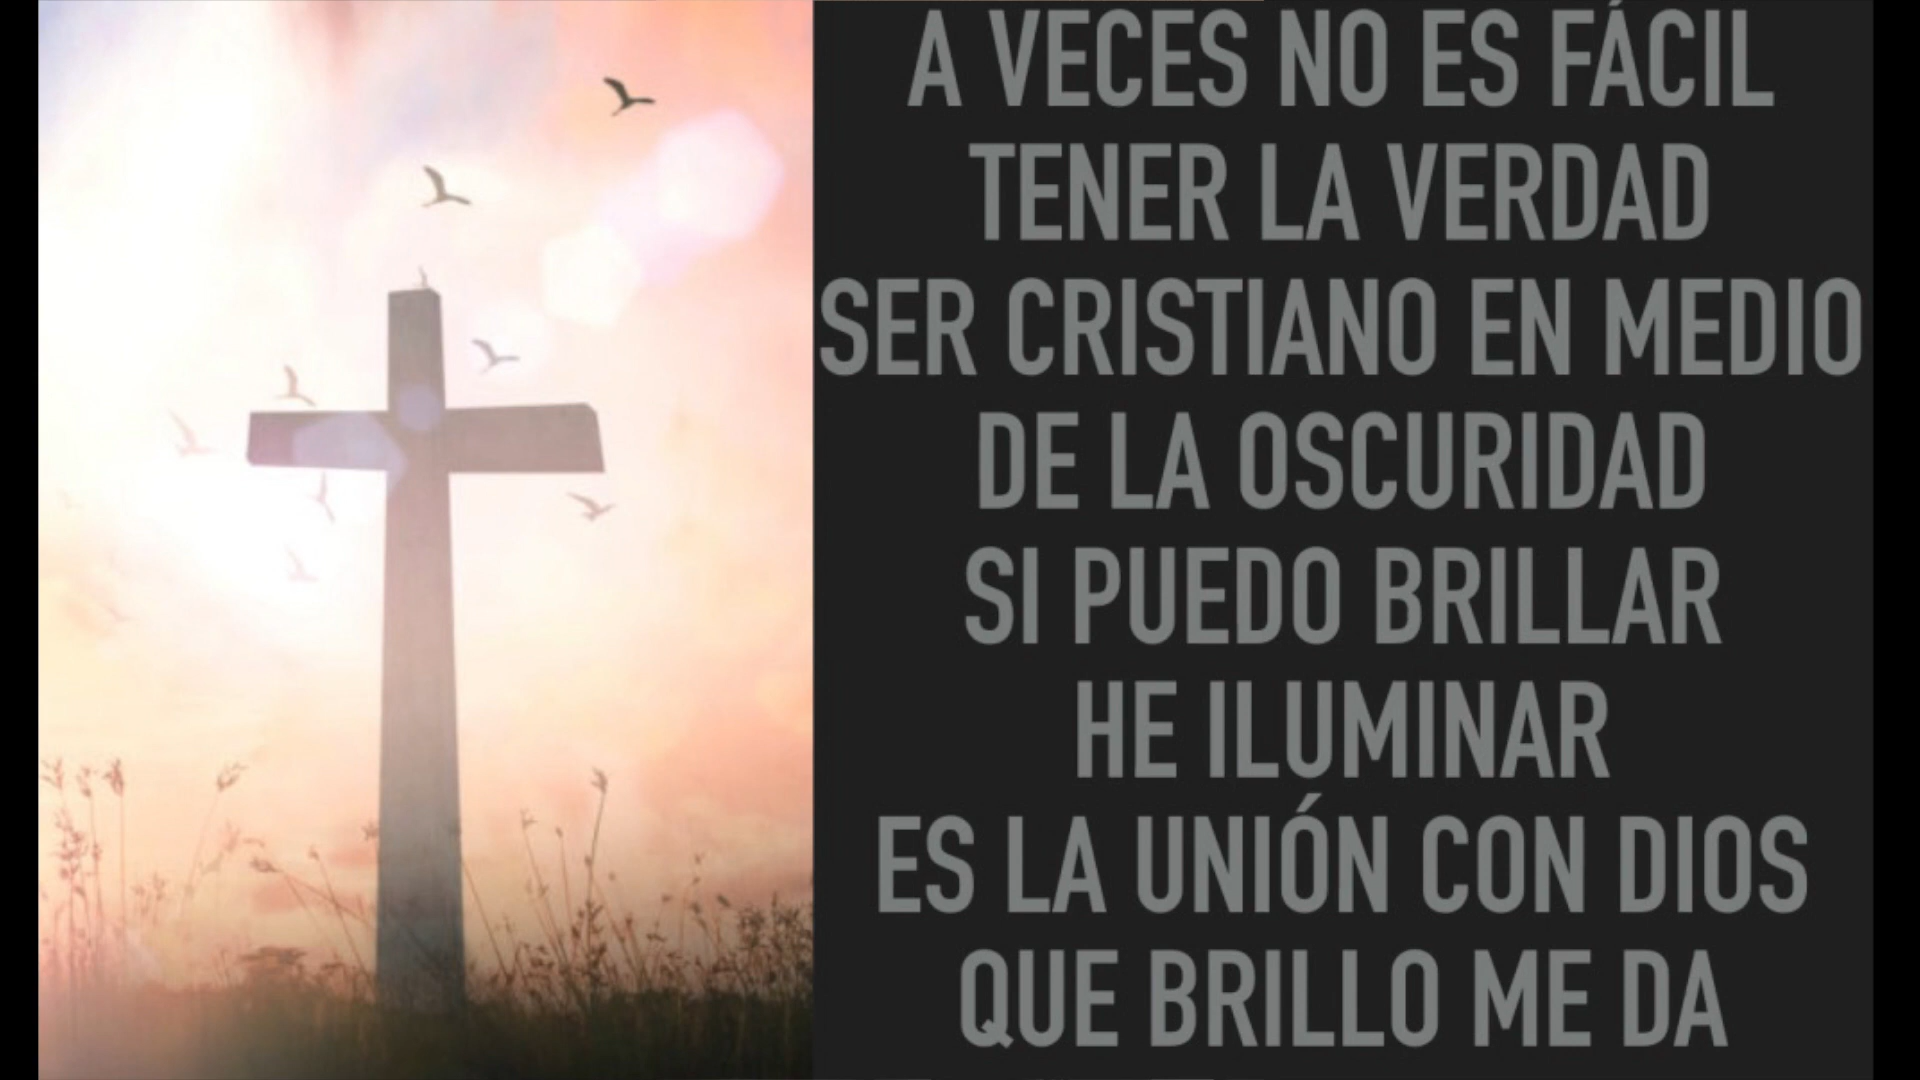 A VECES NO ES FÁCIL
TENER LA VERDAD
SER CRISTIANO EN MEDIO
DE LA OSCURIDAD
SI PUEDO BRILLAR
HE ILUMINAR
ES LA UNIÓN CON DIOS
QUE BRILLO ME DA